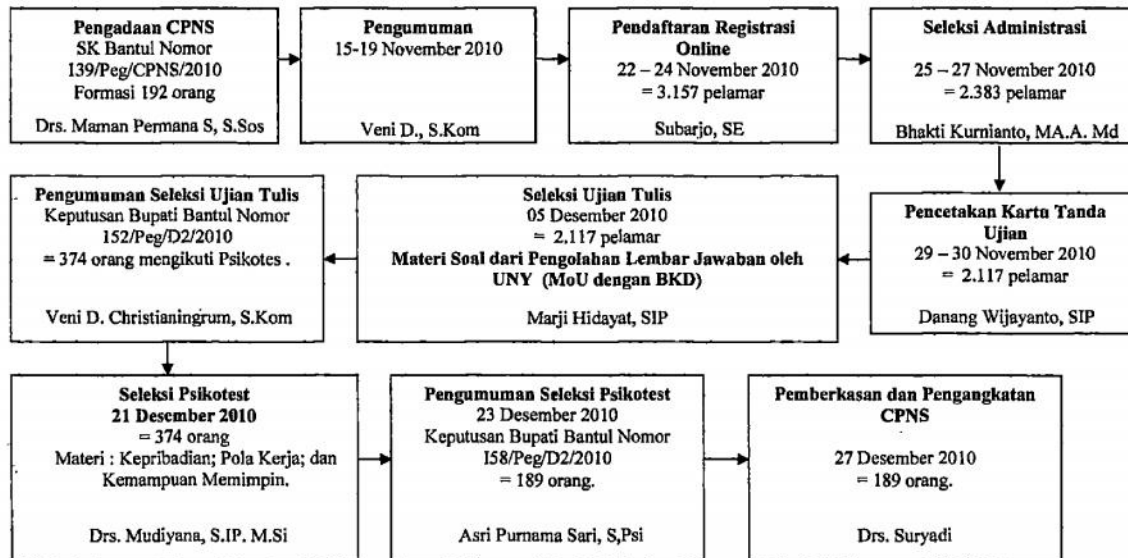 Pengadaan CPNS
SK Bantul Nomor
139/Peg/CPNS/2010
Formasi 192 orang
Drs. Maman Permana S, S.Sos
Pengumuman
15-19 November 2010
Veni D., S.Kom
Pendaftaran Registrasi
Online
22 – 24 November 2010
= 3.157 pelamar
Subarjo, SE
Seleksi Administrasi
25 – 27 November 2010
= 2.383 pelamar
Bhakti Kurnianto, MA.A. Md
Pencetakan Kartu Tanda
Ujian
29 – 30 November 2010
= 2.117 pelamar
Danang Wijayanto, SIP
Seleksi Ujian Tulis
05 Desember 2010
= 2.117 pelamar
Materi Soal dari Pengolahan Lembar Jawaban oleh
UNY (MoU dengan BKD)
Marji Hidayat, SIP
Pengumuman Seleksi Ujian Tulis
Keputusan Bupati Bantul Nomor
152/Peg/D2/2010
= 374 orang mengikuti Psikotes .
Veni D. Christianingrum, S.Kom
Seleksi Psikotest
21 Desember 2010
= 374 orang
Materi : Kepribadian; Pola Kerja; dan
Kemampuan Memimpin.
Drs. Mudiyana, S.IP. M.Si
Pengumuman Seleksi Psikotest
23 Desember 2010
Keputusan Bupati Bantul Nomor
158/Peg/D2/2010
= 189 orang.
Asri Purnama Sari, S,Psi
Pemberkasan dan Pengangkatan
CPNS
27 Desember 2010
= 189 orang.
Drs. Suryadi